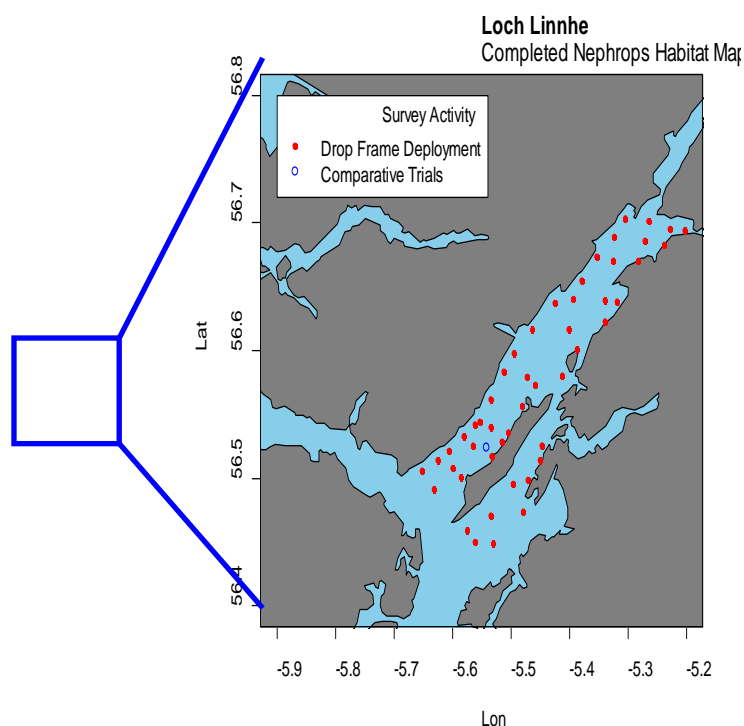 Loch Linnhe
Completed Nephrops Habitat Map
Survey Activity
Drop Frame Deployment
Comparative Trials
56.8
56.7
56.6
56.5
56.4
Lat
-5.9 -5.8 -5.7 -5.6 -5.5 -5.4 -5.3 -5.2
Lon